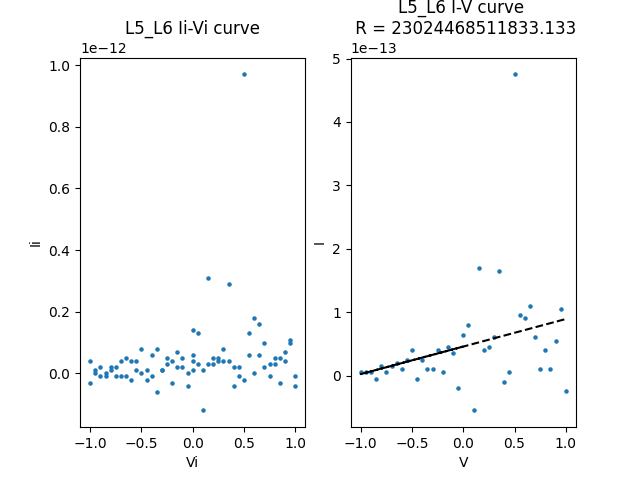 L5_L6 Ii-Vi curve
1e−12
1.0
0.8
0.6
0.4
0.2
0.0
−1.0 −0.5 0.0 0.5 1.0
Vi
Ii
L5_L6 I-V curve
R = 23024468511833.133
1e−13
5
4
3
2
1
0
−1.0 −0.5 0.0 0.5 1.0
V
I